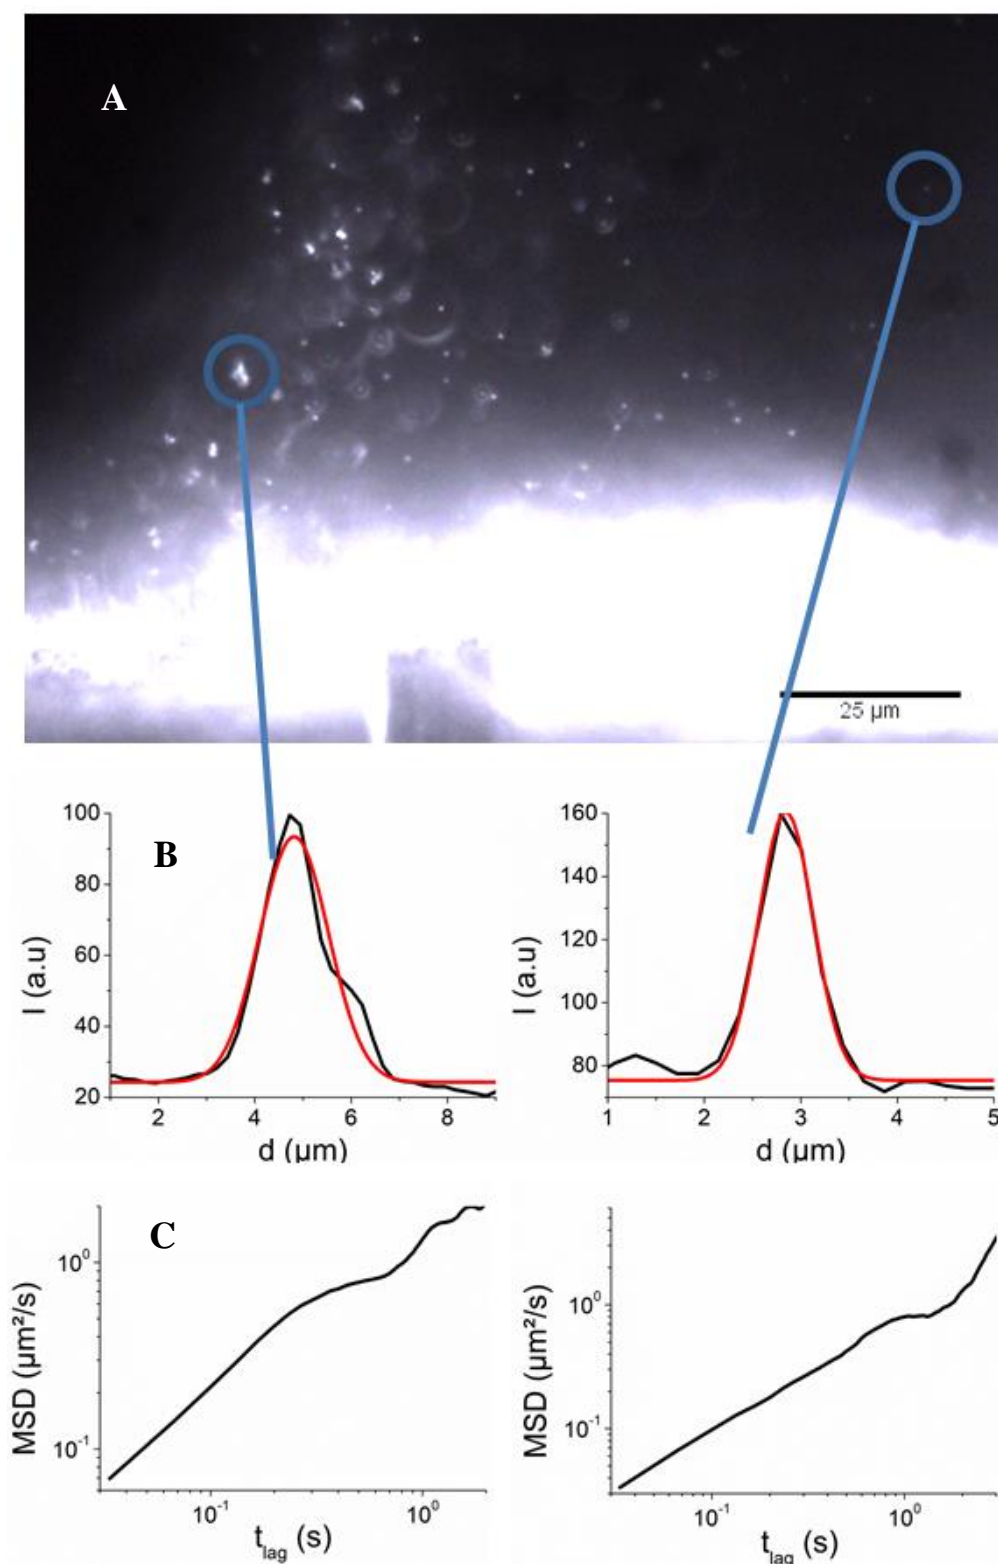 A
25 µm
B
100
80
60
40
20
I (a.u)
2 4 6 8
d (µm)
160
140
120
100
80
I (a.u)
1 2 3 4 5
d (µm)
C
10⁰
10⁻¹
MSD (µm²/s)
10⁻¹ 10⁰
t_lag (s)
10⁰
10⁻¹
MSD (µm²/s)
10⁻¹ 10⁰
t_lag (s)